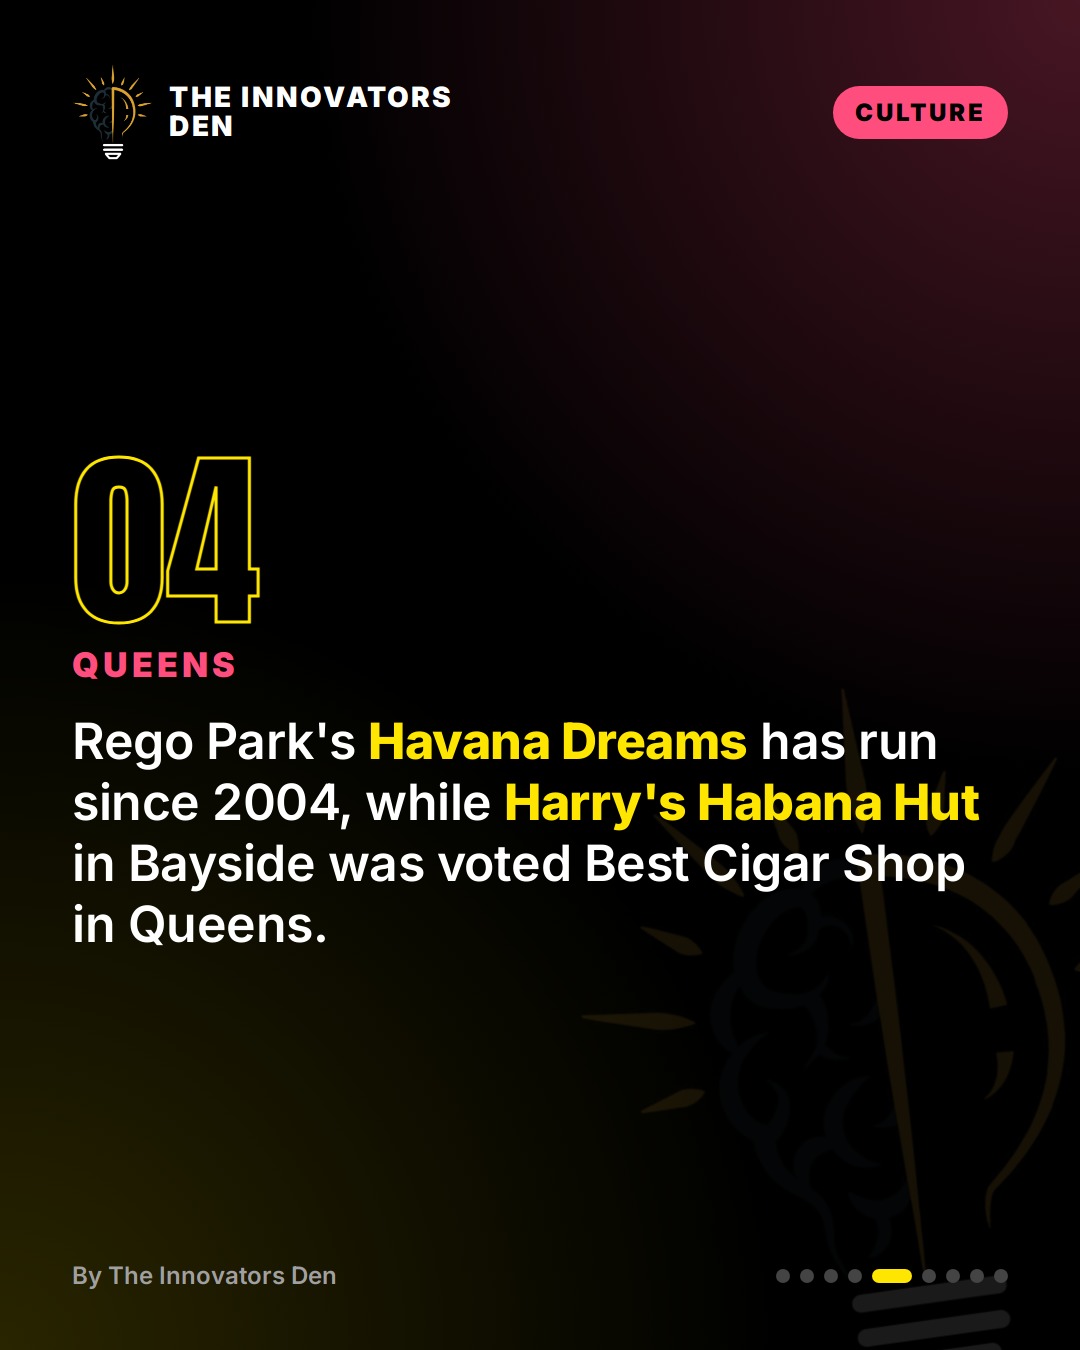 THE INNOVATORS
DEN
CULTURE
04
QUEENS
Rego Park's Havana Dreams has run
since 2004, while Harry's Habana Hut
in Bayside was voted Best Cigar Shop
in Queens.
By The Innovators Den